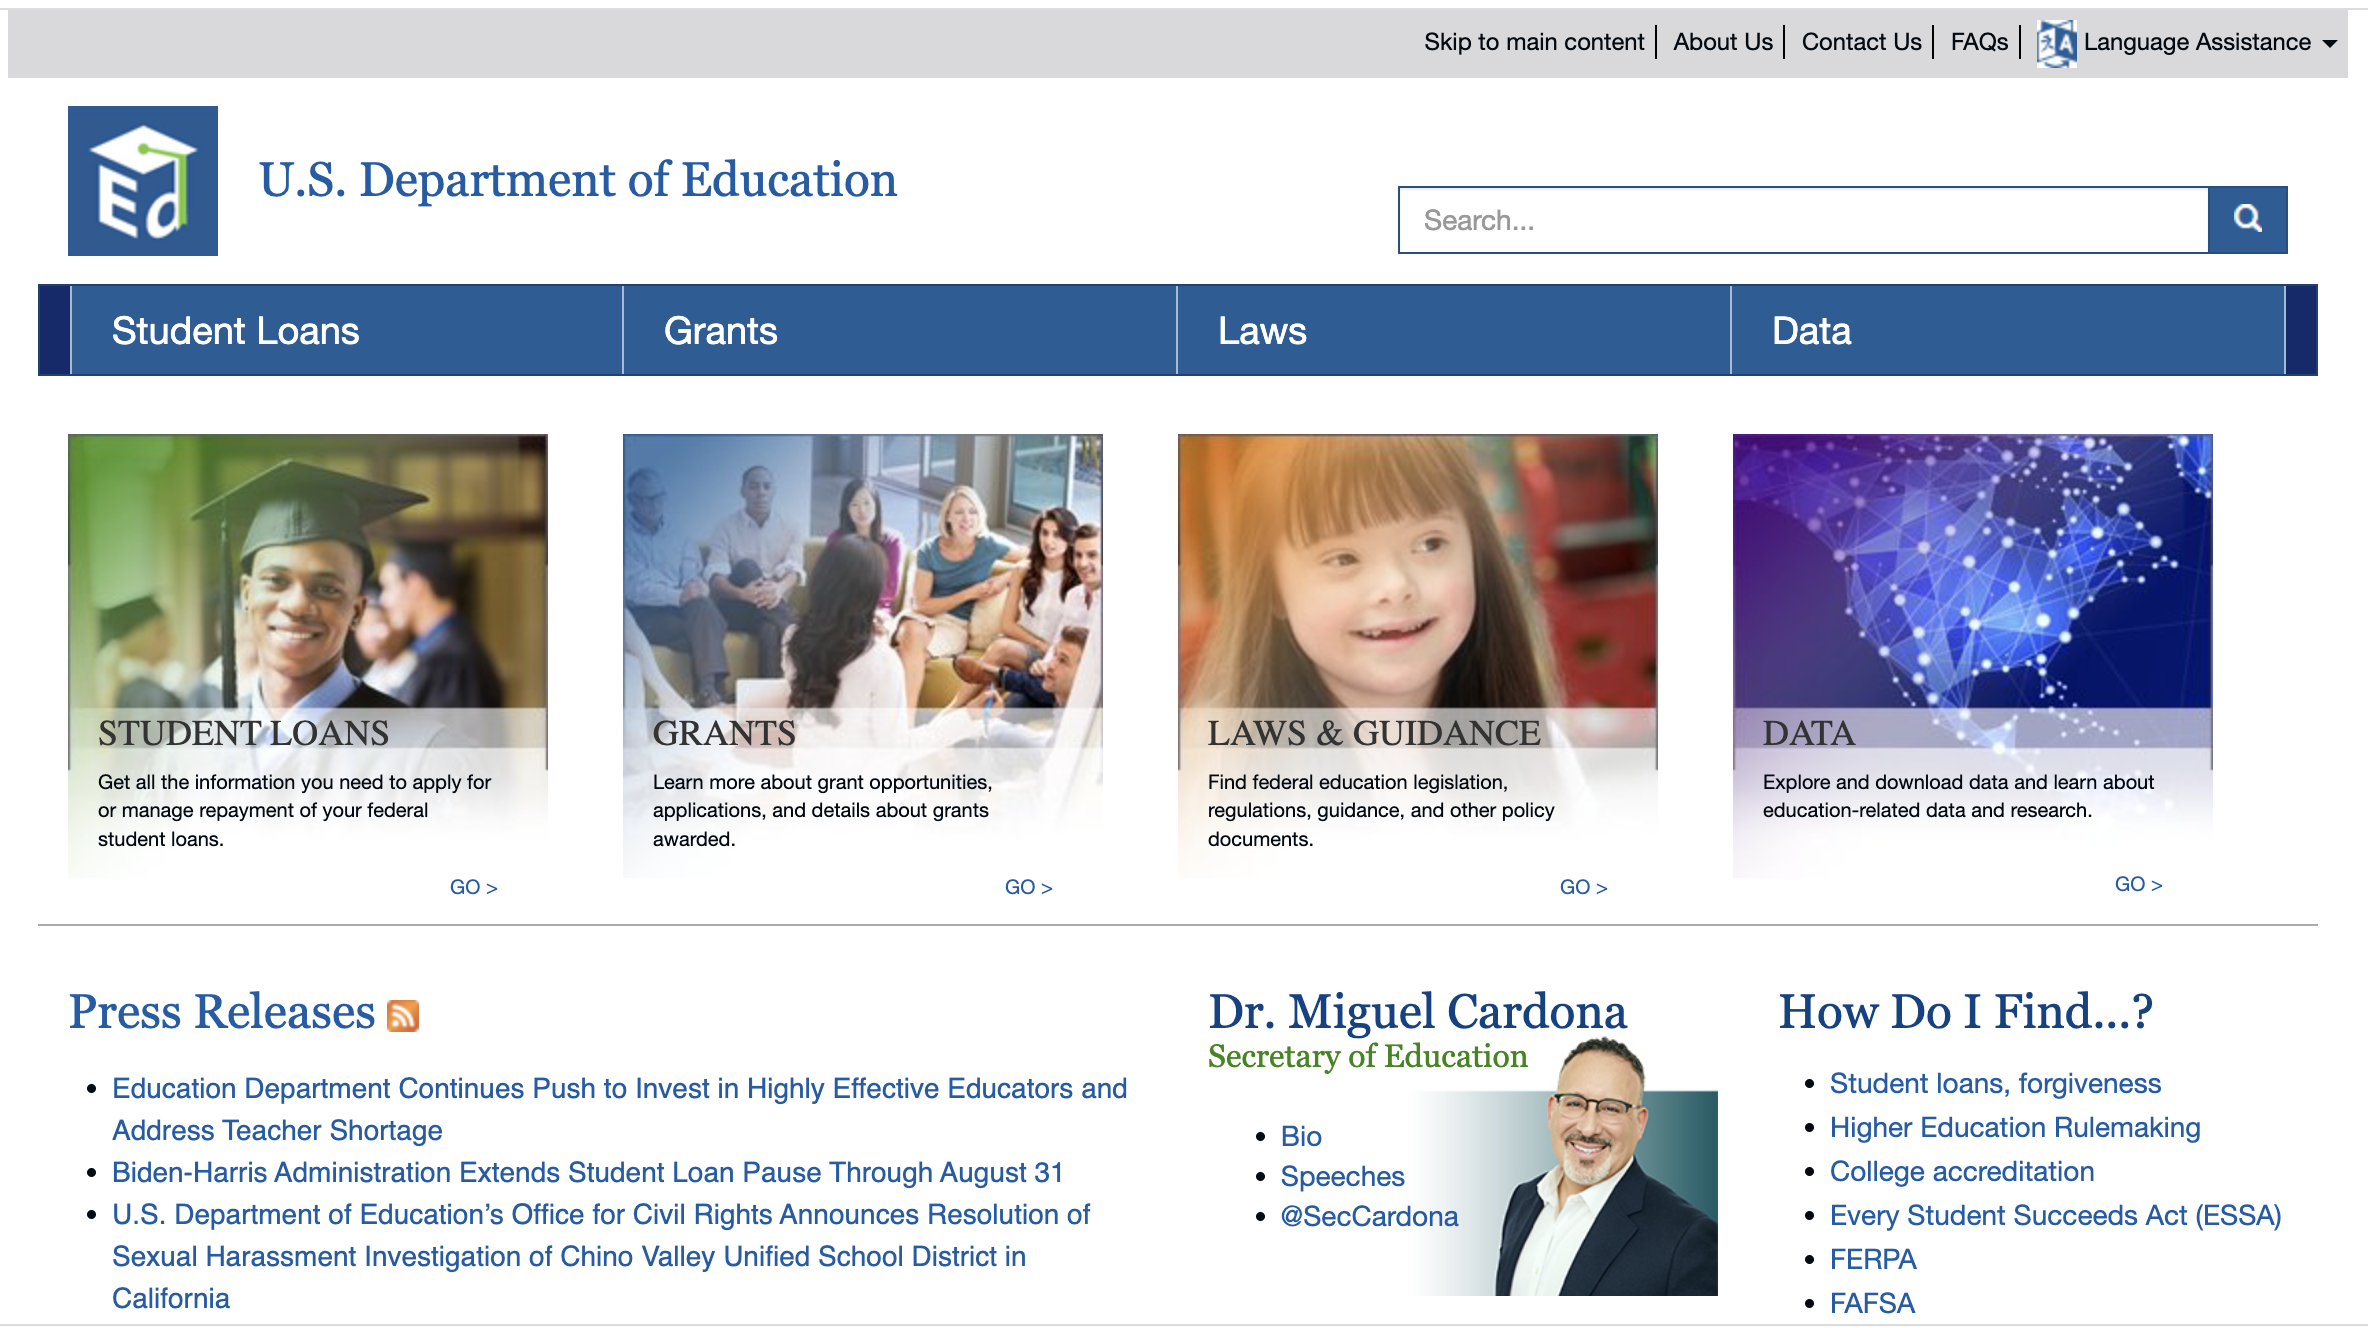 Skip to main content | About Us | Contact Us | FAQs | Language Assistance
Ed
U.S. Department of Education
Search...
Student Loans
Grants
Laws
Data
STUDENT LOANS
Get all the information you need to apply for
or manage repayment of your federal
student loans.
GO >
GRANTS
Learn more about grant opportunities,
applications, and details about grants
awarded.
GO >
LAWS & GUIDANCE
Find federal education legislation,
regulations, guidance, and other policy
documents.
GO >
DATA
Explore and download data and learn about
education-related data and research.
GO >
Press Releases
• Education Department Continues Push to Invest in Highly Effective Educators and
Address Teacher Shortage
• Biden-Harris Administration Extends Student Loan Pause Through August 31
• U.S. Department of Education’s Office for Civil Rights Announces Resolution of
Sexual Harassment Investigation of Chino Valley Unified School District in
California
Dr. Miguel Cardona
Secretary of Education
• Bio
• Speeches
• @SecCardona
How Do I Find...?
• Student loans, forgiveness
• Higher Education Rulemaking
• College accreditation
• Every Student Succeeds Act (ESSA)
• FERPA
• FAFSA